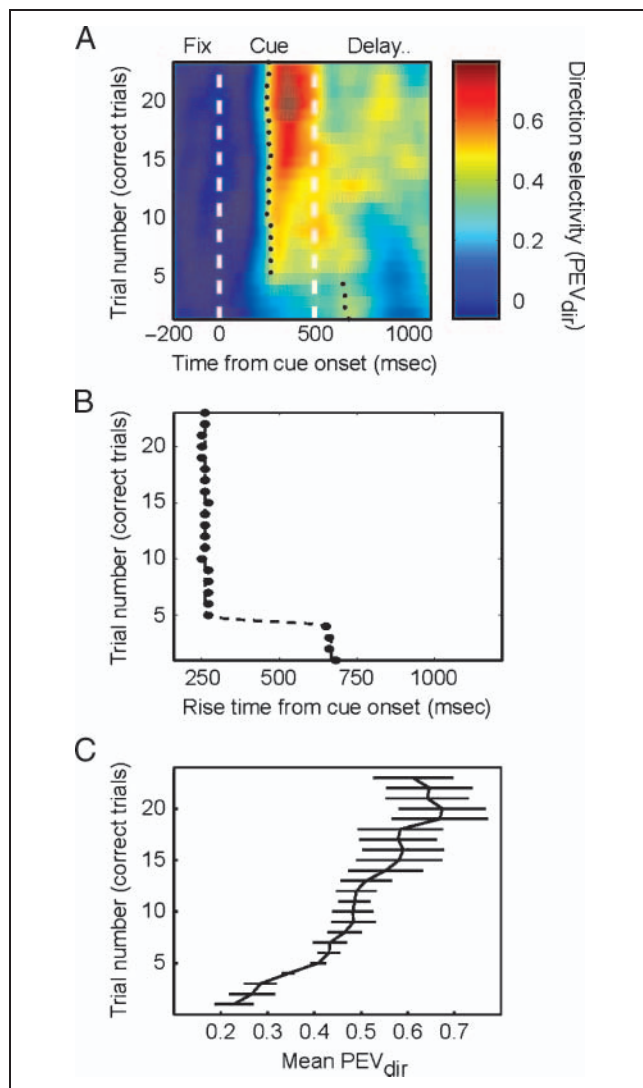 A
Fix Cue Delay..
Trial number (correct trials)
20
15
10
5
−200 0 500 1000
Time from cue onset (msec)
0.6
0.4
0.2
0
Direction selectivity (PEVdir)
B
Trial number (correct trials)
20
15
10
5
250 500 750 1000
Rise time from cue onset (msec)
C
Trial number (correct trials)
20
15
10
5
0.2 0.3 0.4 0.5 0.6 0.7
Mean PEVdir